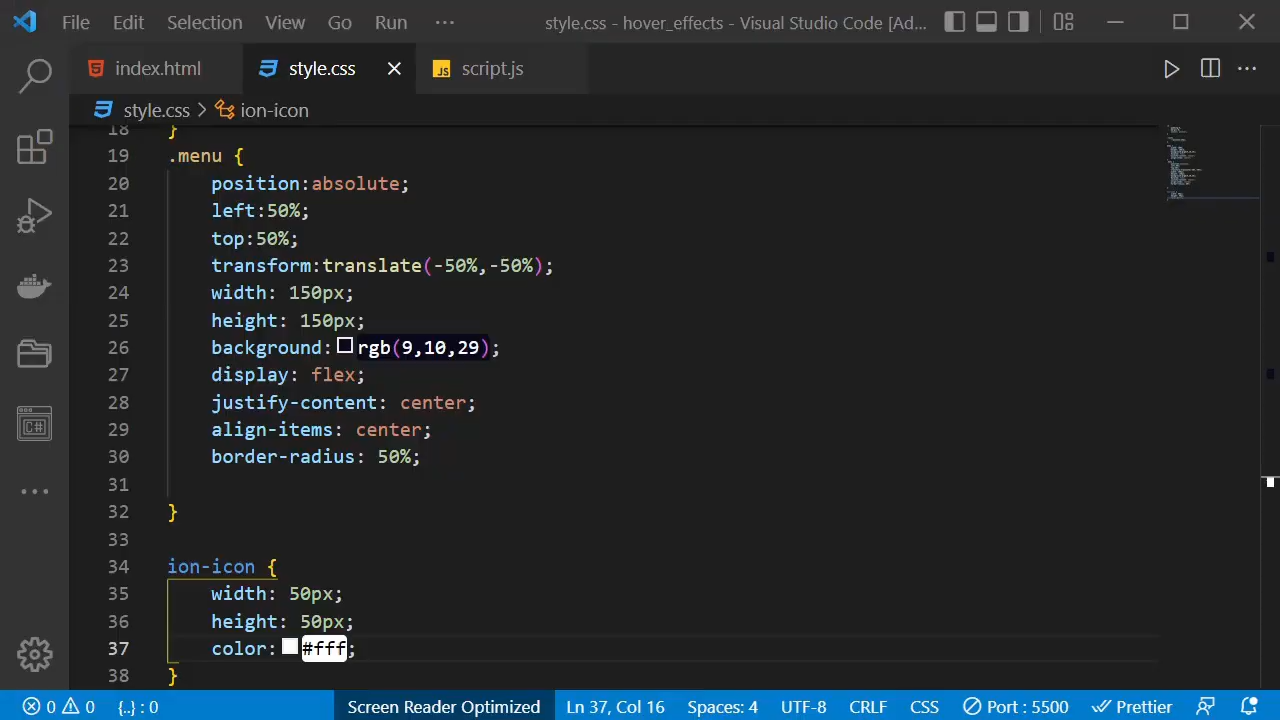 File Edit Selection View Go Run ··· style.css - hover_effects - Visual Studio Code [Ad...
index.html style.css script.js
style.css > ion-icon
18 }
19 .menu {
20 position:absolute;
21 left:50%;
22 top:50%;
23 transform:translate(-50%,-50%);
24 width: 150px;
25 height: 150px;
26 background:rgb(9,10,29);
27 display: flex;
28 justify-content: center;
29 align-items: center;
30 border-radius: 50%;
31
32 }
33
34 ion-icon {
35 width: 50px;
36 height: 50px;
37 color:#fff;
38 }
0 0 {..} : 0 Screen Reader Optimized Ln 37, Col 16 Spaces: 4 UTF-8 CRLF CSS Port : 5500 Prettier